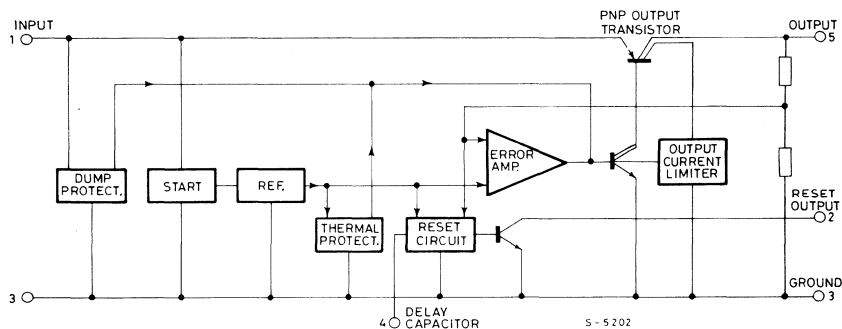 PNP OUTPUT
TRANSISTOR
INPUT
1
OUTPUT
5
DUMP
PROTECT.
START
REF.
ERROR
AMP.
OUTPUT
CURRENT
LIMITER
THERMAL
PROTECT.
RESET
CIRCUIT
RESET
OUTPUT
2
3
GROUND
3
4
DELAY
CAPACITOR
S-5202